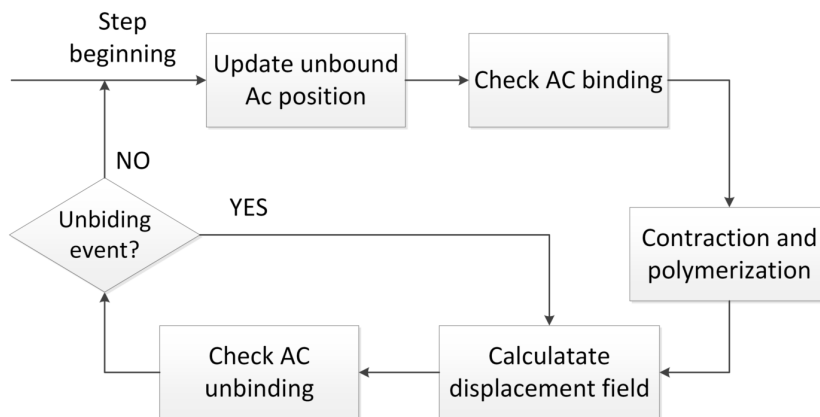 Step
beginning
Update unbound
Ac position
Check AC binding
NO
Unbiding
event?
YES
Contraction and
polymerization
Check AC
unbinding
Calculatate
displacement field